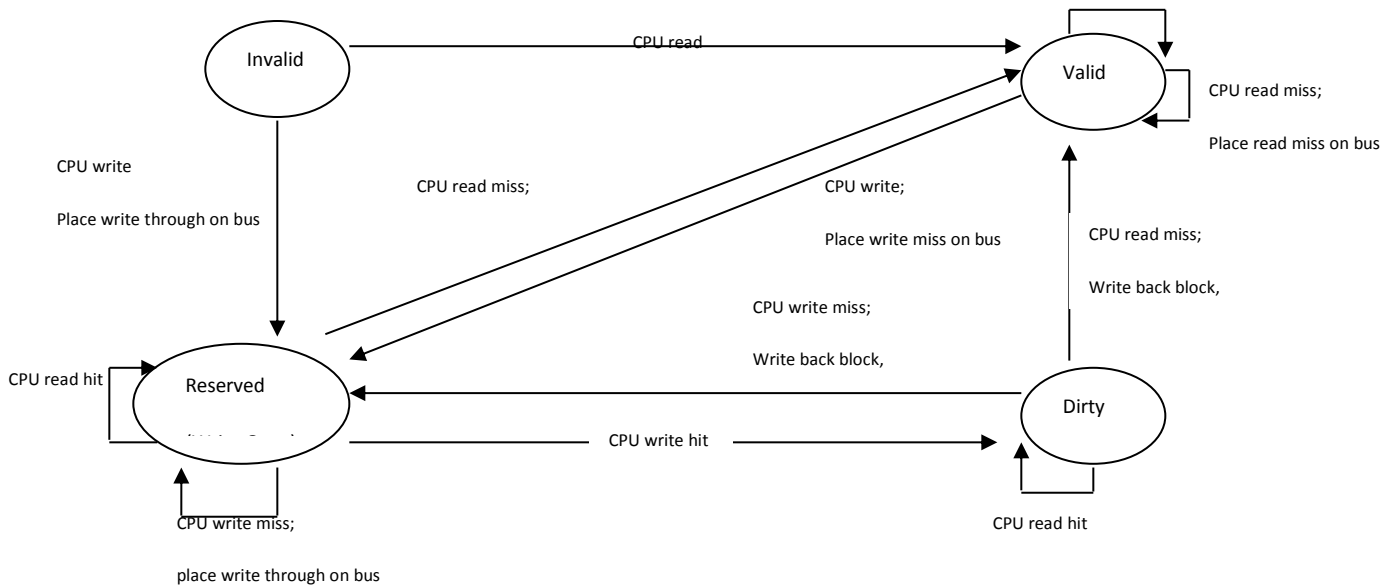 Invalid
CPU read
Valid
CPU read miss;
Place read miss on bus
CPU write
Place write through on bus
CPU read miss;
CPU write;
Place write miss on bus
CPU read miss;
Write back block,
CPU write miss;
Write back block,
CPU read hit
Reserved
Dirty
CPU write hit
CPU write miss;
place write through on bus
CPU read hit